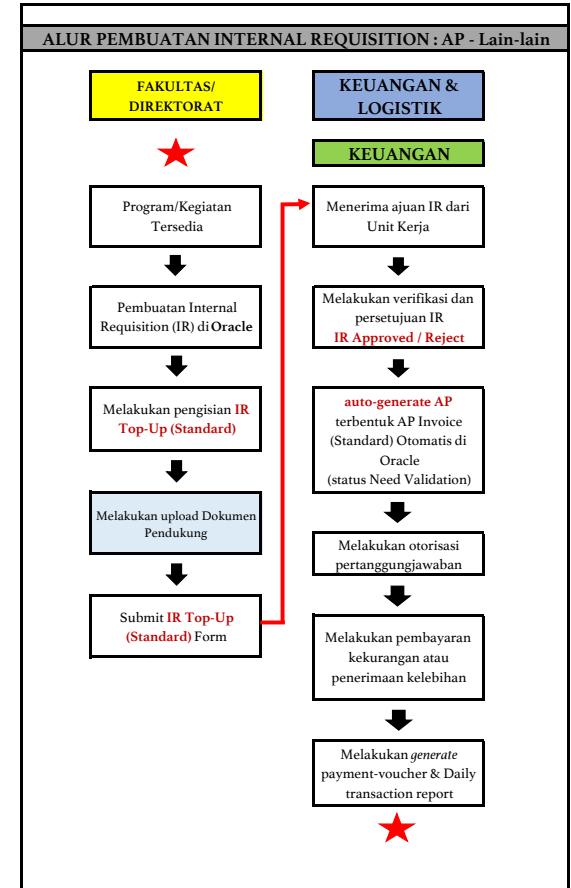 ALUR PEMBUATAN INTERNAL REQUISITION : AP - Lain-lain
FAKULTAS/
DIREKTORAT
Program/Kegiatan
Tersedia
Pembuatan Internal
Requisition (IR) di Oracle
Melakukan pengisian IR
Top-Up (Standard)
Melakukan upload Dokumen
Pendukung
Submit IR Top-Up
(Standard) Form
KEUANGAN &
LOGISTIK
KEUANGAN
Menerima ajuan IR dari
Unit Kerja
Melakukan verifikasi dan
persetujuan IR
IR Approved / Reject
auto-generate AP
terbentuk AP Invoice
(Standard) Otomatis di
Oracle
(status Need Validation)
Melakukan otorisasi
pertanggungjawaban
Melakukan pembayaran
kekurangan atau
penerimaan kelebihan
Melakukan generate
payment-voucher & Daily
transaction report